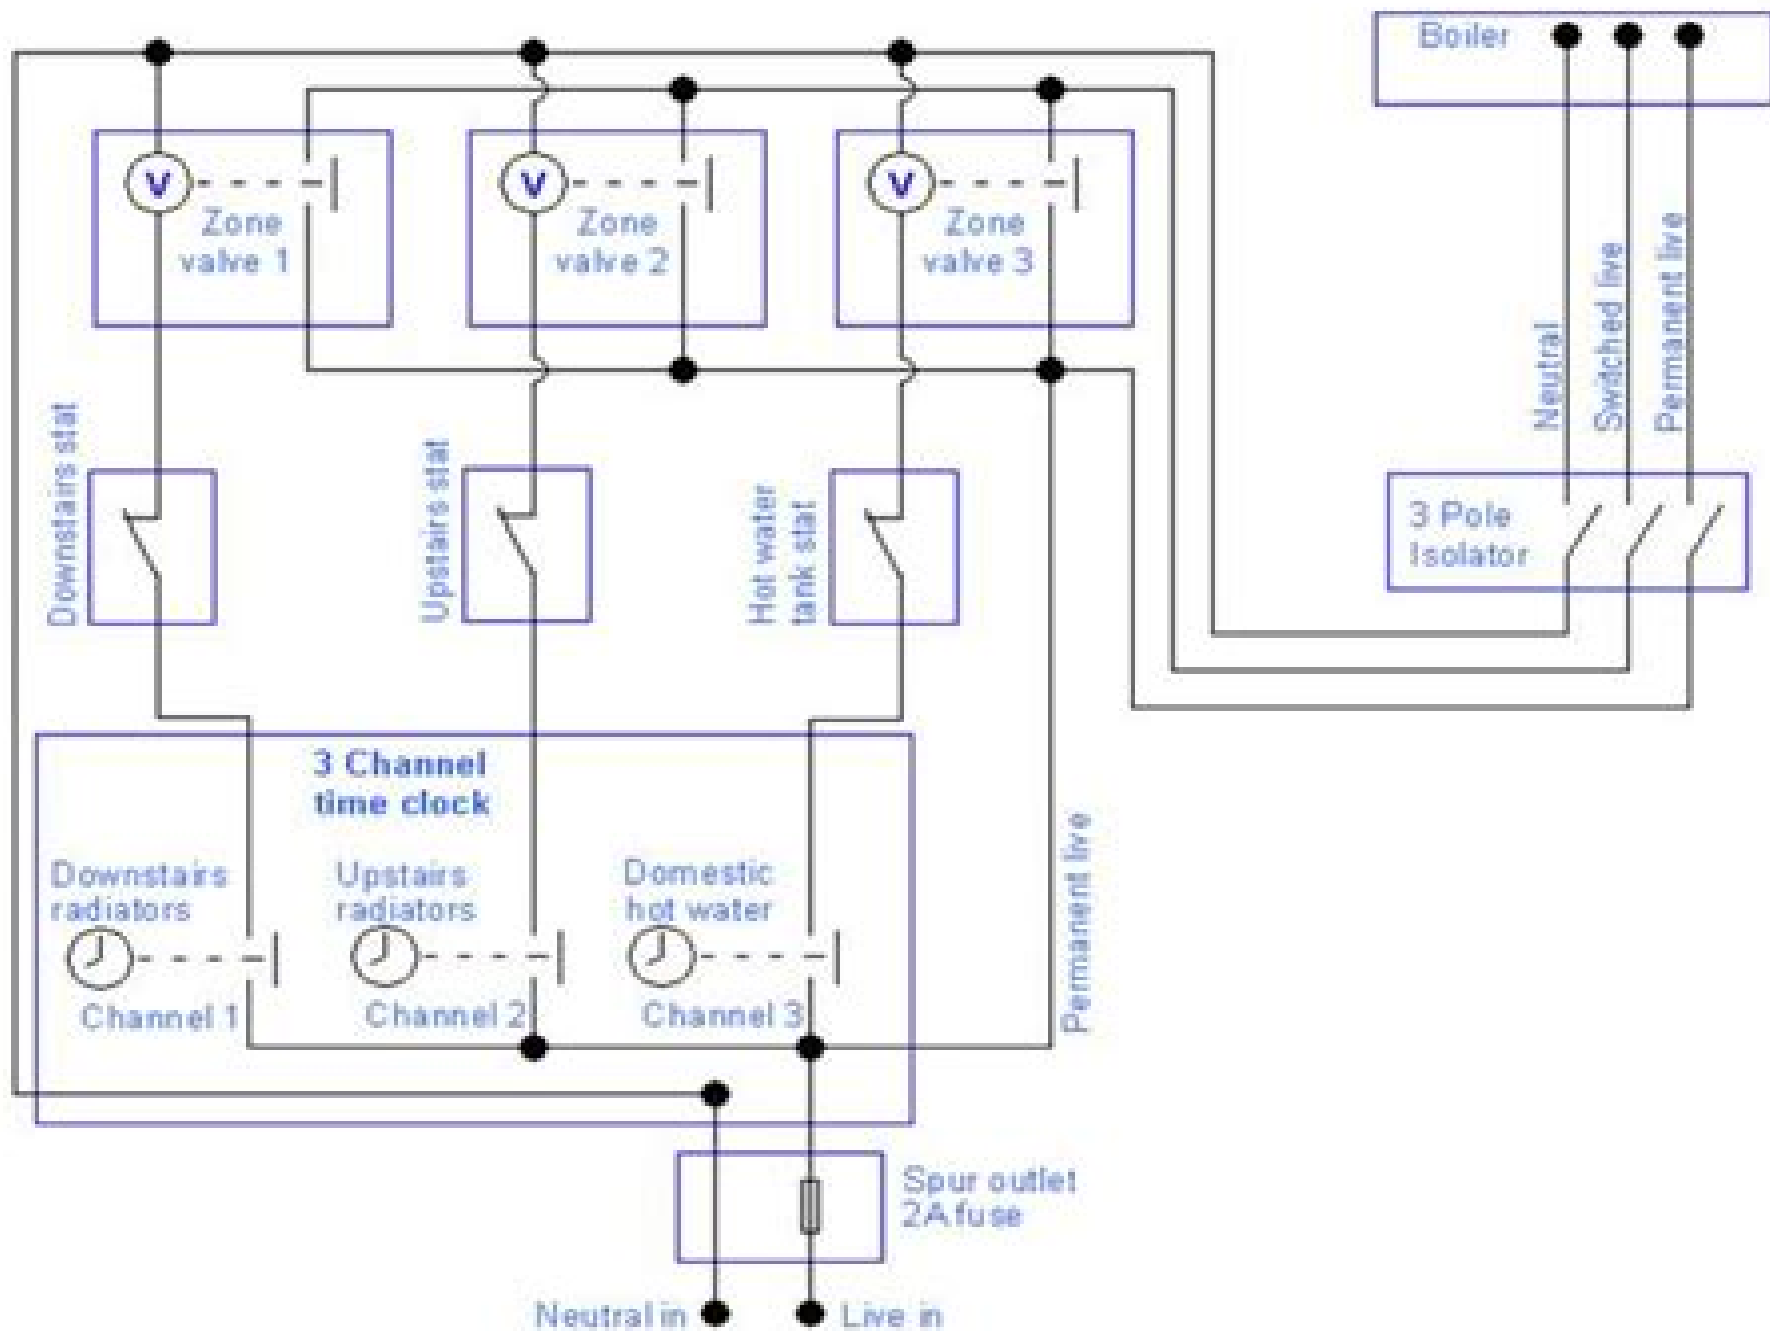 Boiler
V
V
V
Zone
valve 1
Zone
valve 2
Zone
valve 3
Neutral
Switched live
Permanent live
Downstairs stat
Upstairs stat
Hot water
tank stat
3 Pole
Isolator
3 Channel
time clock
Downstairs
radiators
Upstairs
radiators
Domestic
hot water
Channel 1
Channel 2
Channel 3
Permanent live
Spur outlet
2A fuse
Neutral in
Live in